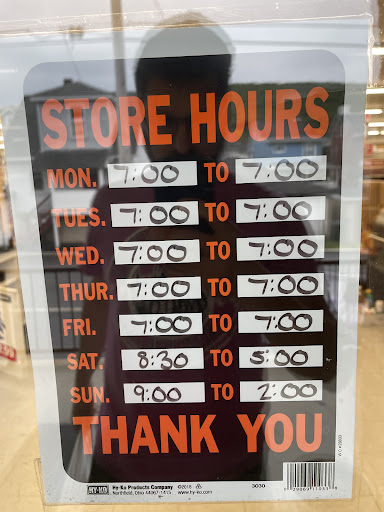 STORE HOURS
MON. 7:00 TO 7:00
TUES. 7:00 TO 7:00
WED. 7:00 TO 7:00
THUR. 7:00 TO 7:00
FRI. 7:00 TO 7:00
SAT. 8:30 TO 5:00
SUN. 9:00 TO 2:00
THANK YOU
HY-KO Hy-Ko Products Company ©2018 3030
Northfield, Ohio 44067-1415 www.hy-ko.com